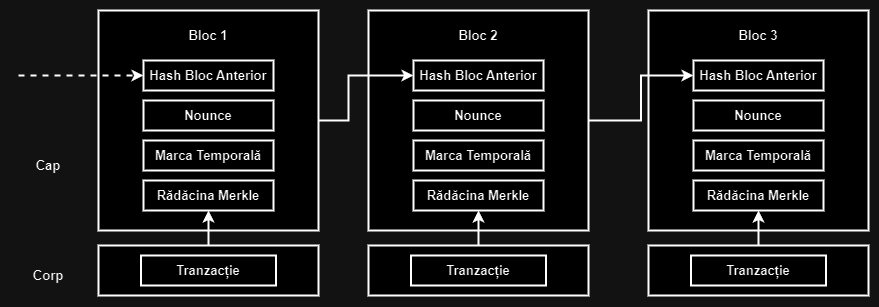 Bloc 1
Bloc 2
Bloc 3
Hash Bloc Anterior
Hash Bloc Anterior
Hash Bloc Anterior
Nounce
Nounce
Nounce
Cap
Marca Temporală
Marca Temporală
Marca Temporală
Rădăcina Merkle
Rădăcina Merkle
Rădăcina Merkle
Corp
Tranzacție
Tranzacție
Tranzacție